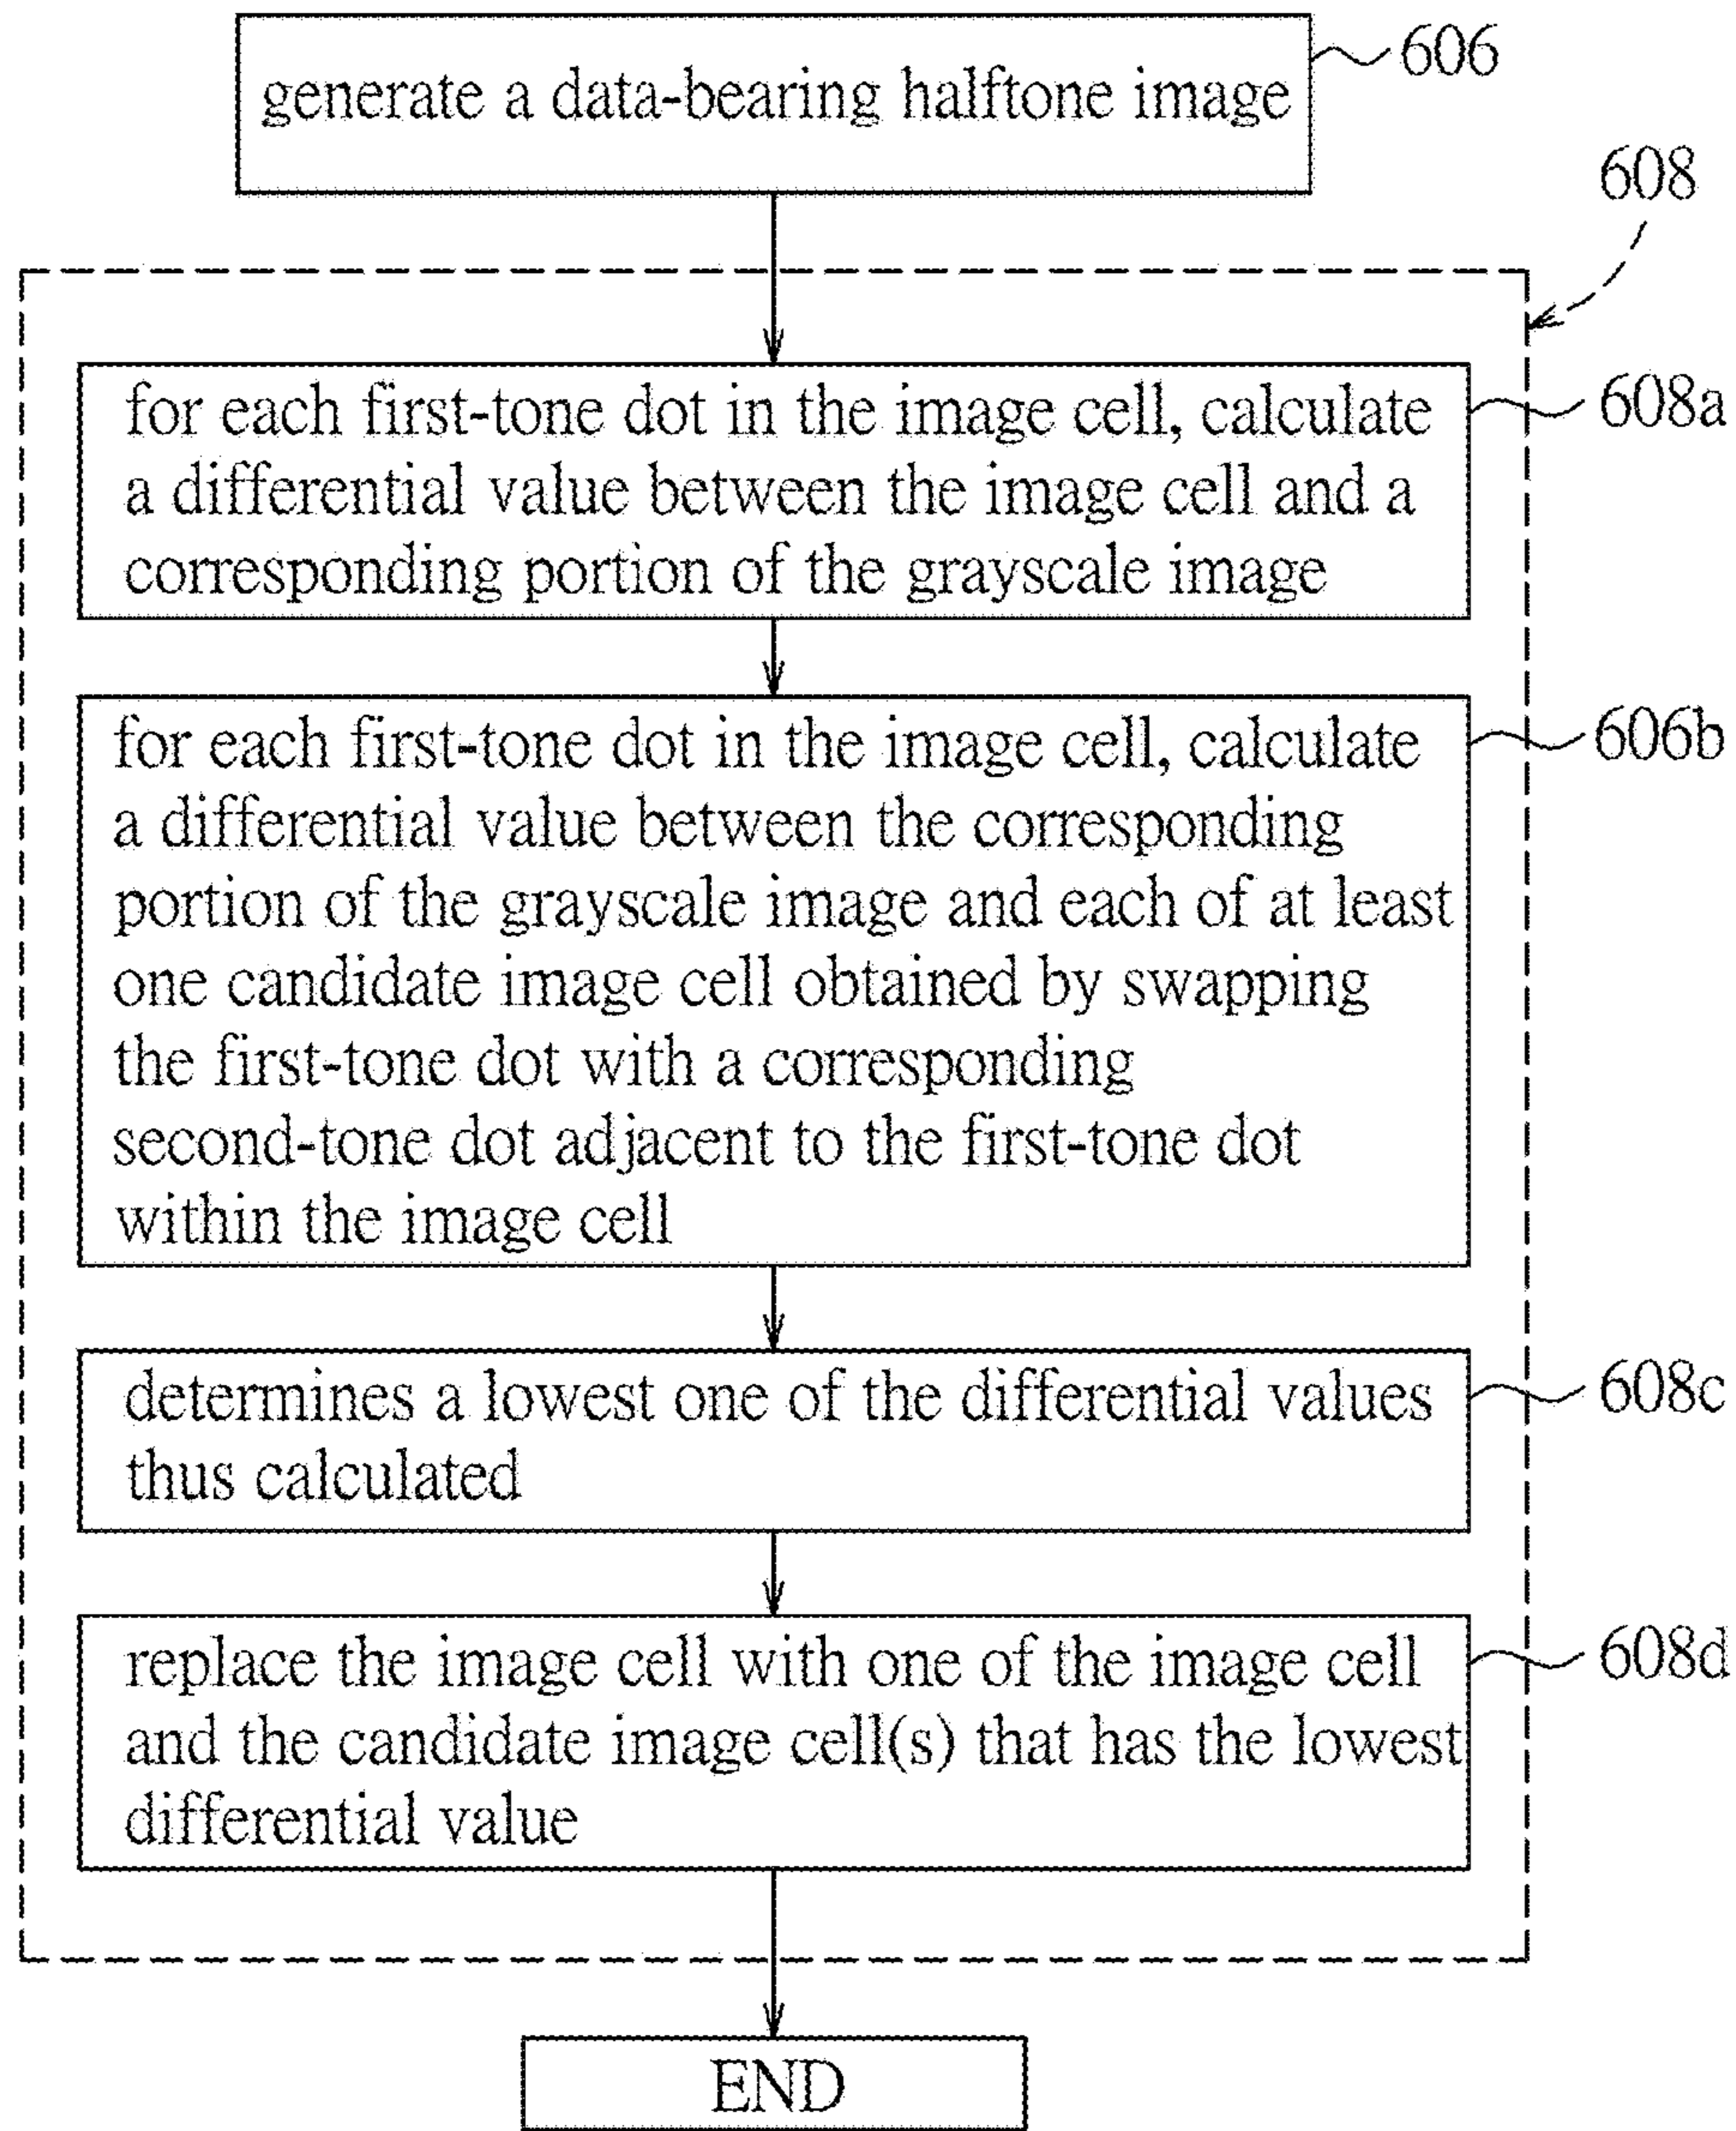 generate a data-bearing halftone image
606
608
for each first-tone dot in the image cell, calculate
a differential value between the image cell and a
corresponding portion of the grayscale image
608a
for each first-tone dot in the image cell, calculate
a differential value between the corresponding
portion of the grayscale image and each of at least
one candidate image cell obtained by swapping
the first-tone dot with a corresponding
second-tone dot adjacent to the first-tone dot
within the image cell
606b
determines a lowest one of the differential values
thus calculated
608c
replace the image cell with one of the image cell
and the candidate image cell(s) that has the lowest
differential value
608d
END